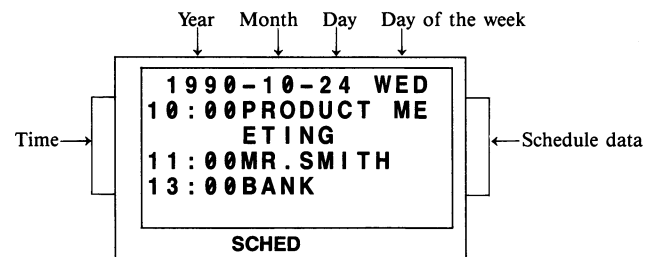 Year Month Day Day of the week
1990-10-24 WED
10:00PRODUCT ME
ETING
Time
Schedule data
11:00MR.SMITH
13:00BANK
SCHED